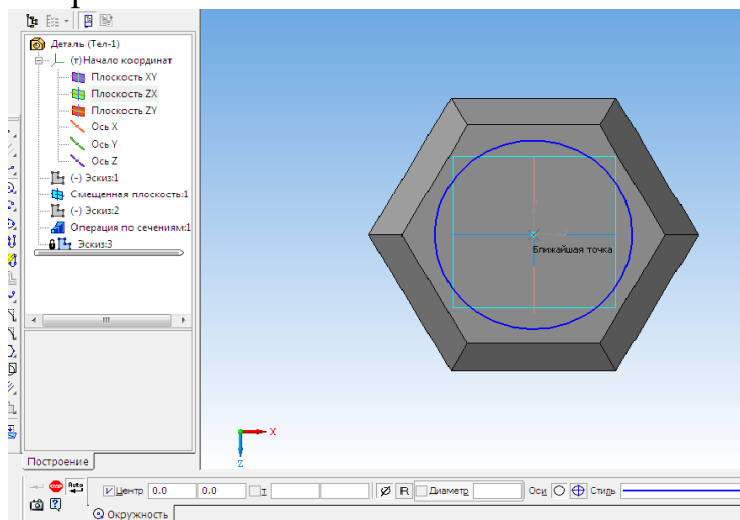 Деталь (Тел-1)
(т)Начало координат
Плоскость XY
Плоскость ZX
Плоскость ZY
Ось X
Ось Y
Ось Z
(-) Эскиз:1
Смещенная плоскость:1
(-) Эскиз:2
Операция по сечениям:1
Эскиз:3
Ближайшая точка
X
Z
Построение
STOP Auto Центр 0.0 0.0 т R Диаметр Оси Стиль
Окружность